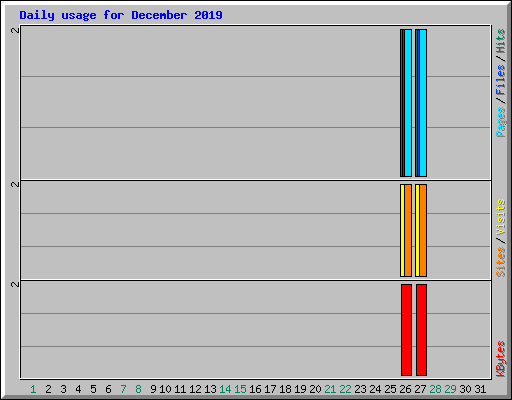 Daily usage for December 2019
2
2
2
Pages/Files/Hits
Sites/Visits
KBytes
1 2 3 4 5 6 7 8 9 10 11 12 13 14 15 16 17 18 19 20 21 22 23 24 25 26 27 28 29 30 31